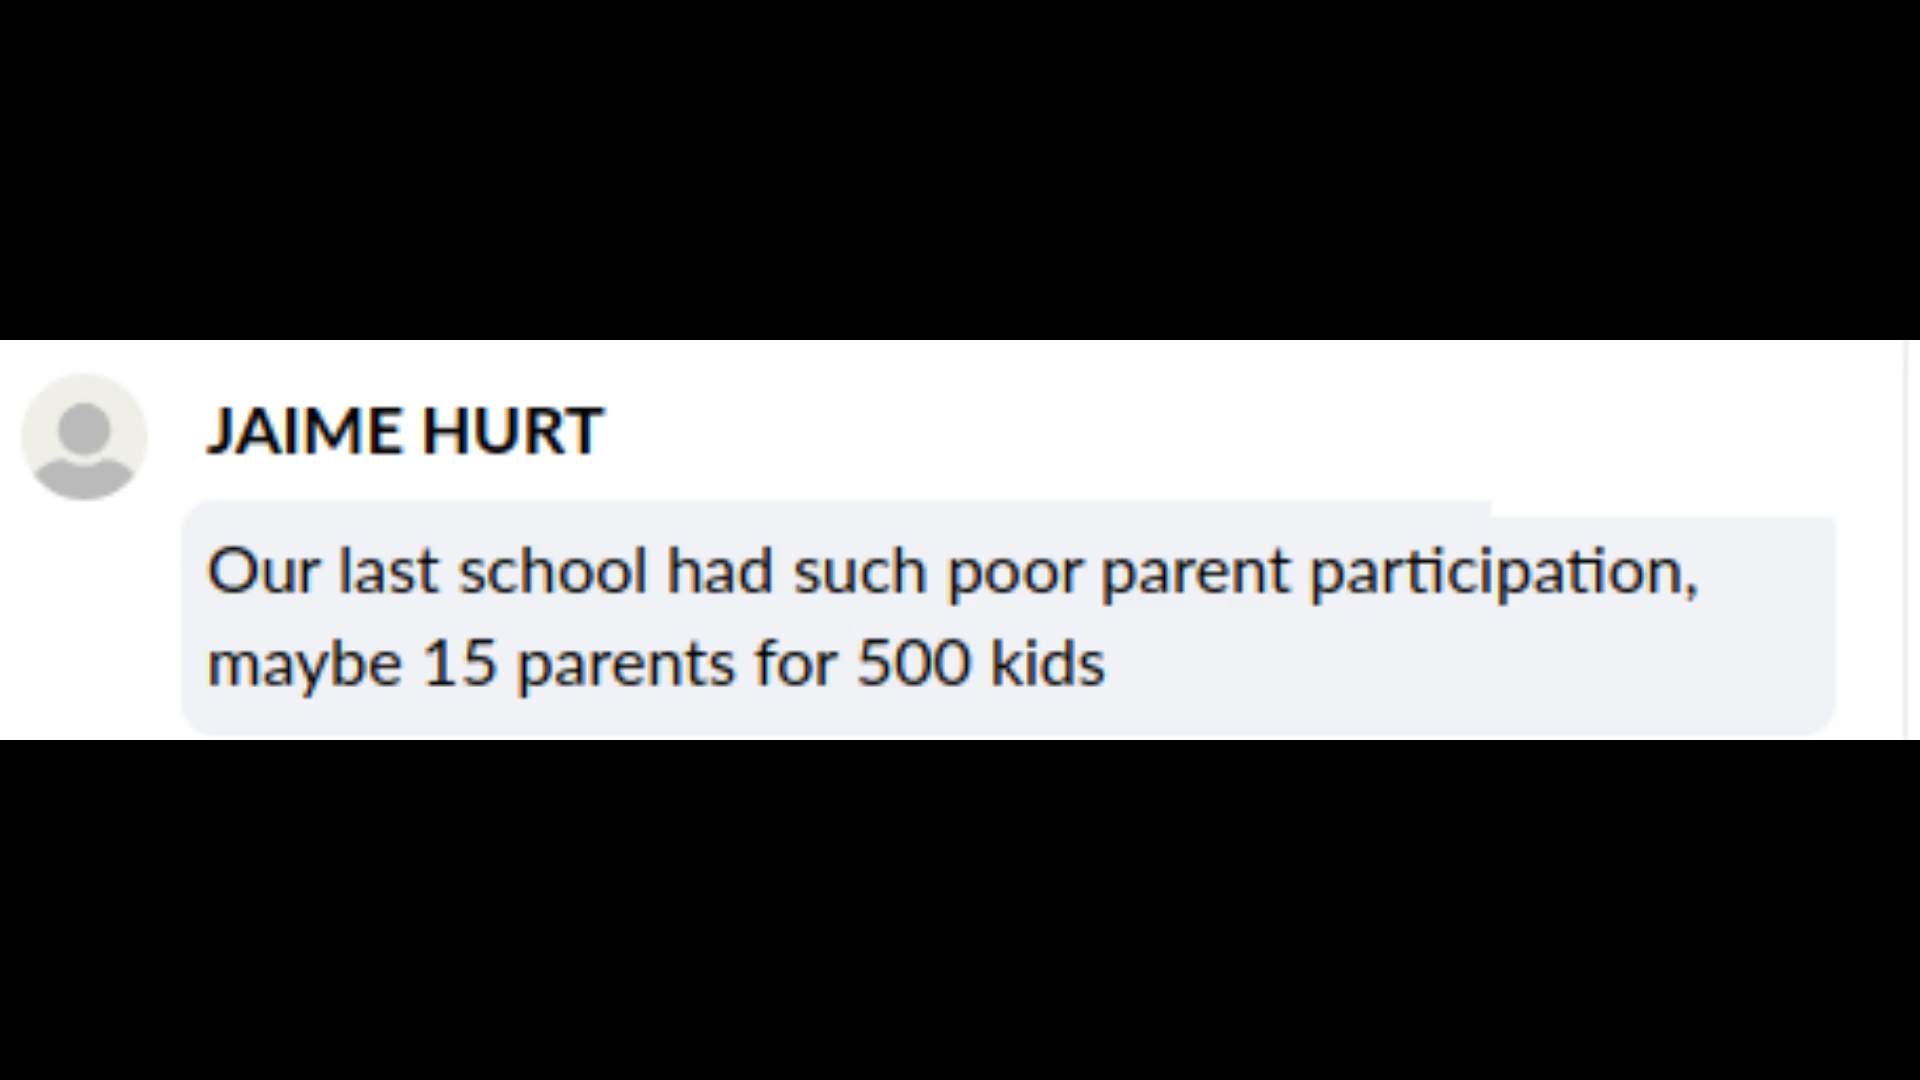 JAIME HURT
Our last school had such poor parent participation,
maybe 15 parents for 500 kids